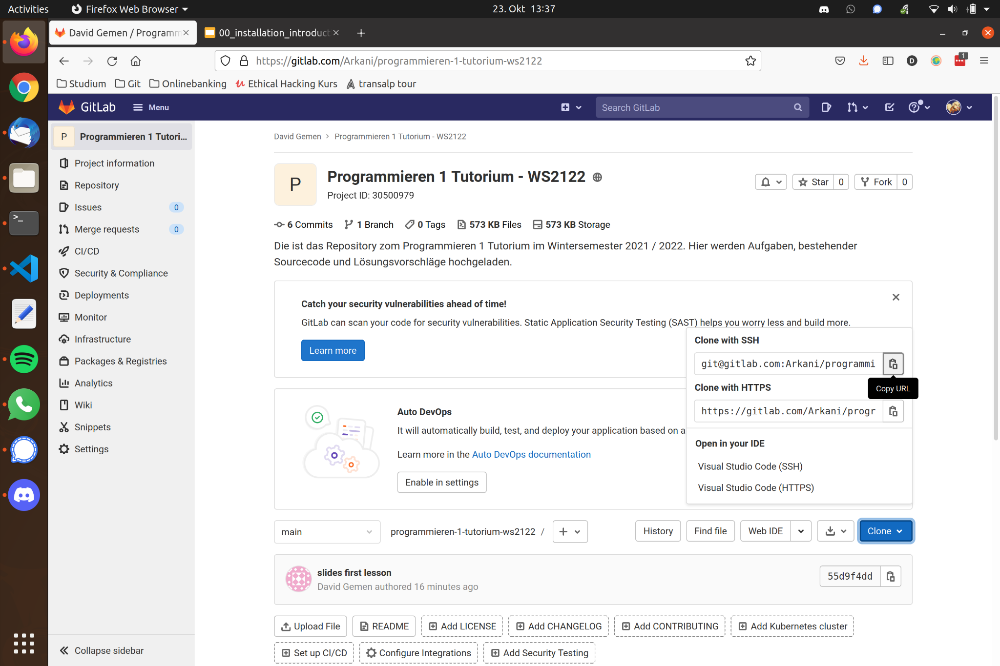 Activities
Firefox Web Browser
23. Okt 13:37
David Gemen / Programm
00_installation_introduct
https://gitlab.com/Arkani/programmieren-1-tutorium-ws2122
D
1
Studium
Git
Onlinebanking
Ethical Hacking Kurs
transalp tour
GitLab
Menu
Search GitLab
P
Programmieren 1 Tutori...
Project information
Repository
Issues 0
Merge requests 0
CI/CD
Security & Compliance
Deployments
Monitor
Infrastructure
Packages & Registries
Analytics
Wiki
Snippets
Settings
Collapse sidebar
David Gemen > Programmieren 1 Tutorium - WS2122
P
Programmieren 1 Tutorium - WS2122
Project ID: 30500979
Star 0
Fork 0
6 Commits
1 Branch
0 Tags
573 KB Files
573 KB Storage
Die ist das Repository zom Programmieren 1 Tutorium im Wintersemester 2021 / 2022. Hier werden Aufgaben, bestehender
Sourcecode und Lösungsvorschläge hochgeladen.
Catch your security vulnerabilities ahead of time!
GitLab can scan your code for security vulnerabilities. Static Application Security Testing (SAST) helps you worry less and build more.
Learn more
Auto DevOps
It will automatically build, test, and deploy your application based on a
Learn more in the Auto DevOps documentation
Enable in settings
Clone with SSH
git@gitlab.com:Arkani/programmi
Copy URL
Clone with HTTPS
https://gitlab.com/Arkani/progr
Open in your IDE
Visual Studio Code (SSH)
Visual Studio Code (HTTPS)
main
programmieren-1-tutorium-ws2122 /
History
Find file
Web IDE
Clone
slides first lesson
David Gemen authored 16 minutes ago
55d9f4dd
Upload File
README
Add LICENSE
Add CHANGELOG
Add CONTRIBUTING
Add Kubernetes cluster
Set up CI/CD
Configure Integrations
Add Security Testing